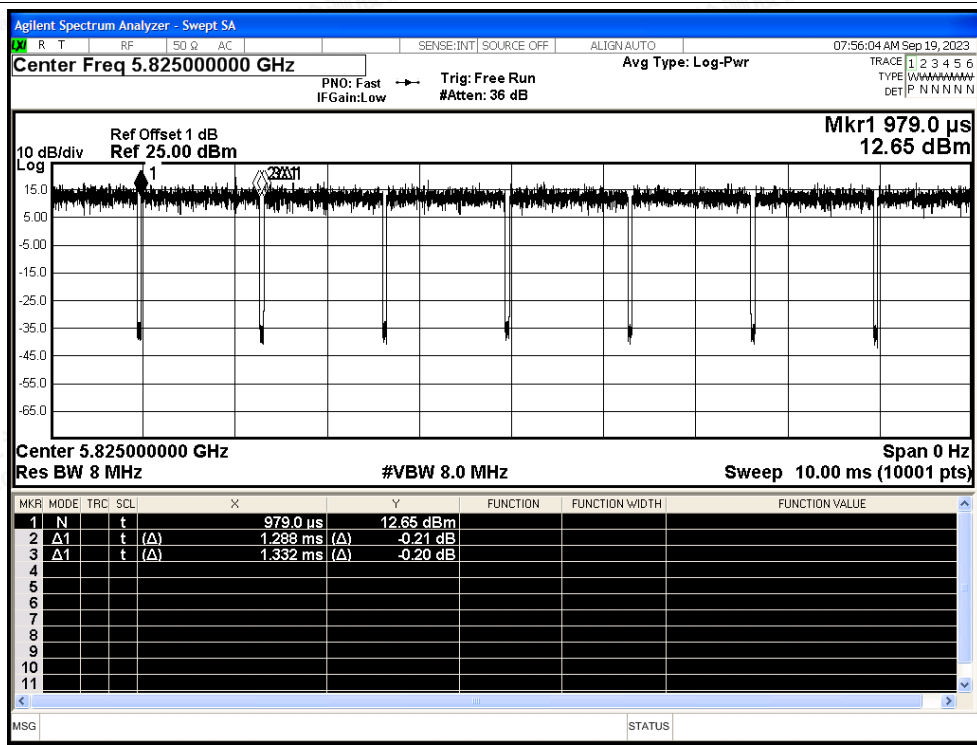 Agilent Spectrum Analyzer - Swept SA
LXI R T RF 50 Ω AC SENSE:INT SOURCE OFF ALIGN AUTO 07:56:04 AM Sep 19, 2023
Center Freq 5.825000000 GHz
PNO: Fast
IFGain:Low
Trig: Free Run
#Atten: 36 dB
Avg Type: Log-Pwr
TRACE 1 2 3 4 5 6
TYPE
DET P N N N N N
Ref Offset 1 dB
10 dB/div Ref 25.00 dBm
Mkr1 979.0 µs
12.65 dBm
Log
1
15.0
5.00
-5.00
-15.0
-25.0
-35.0
-45.0
-55.0
-65.0
Center 5.825000000 GHz Span 0 Hz
Res BW 8 MHz #VBW 8.0 MHz Sweep 10.00 ms (10001 pts)
MKR MODE TRC SCL X Y FUNCTION FUNCTION WIDTH FUNCTION VALUE
1 N t 979.0 µs 12.65 dBm
2 Δ1 t (Δ) 1.288 ms (Δ) -0.21 dB
3 Δ1 t (Δ) 1.332 ms (Δ) -0.20 dB
4
5
6
7
8
9
10
11
MSG STATUS